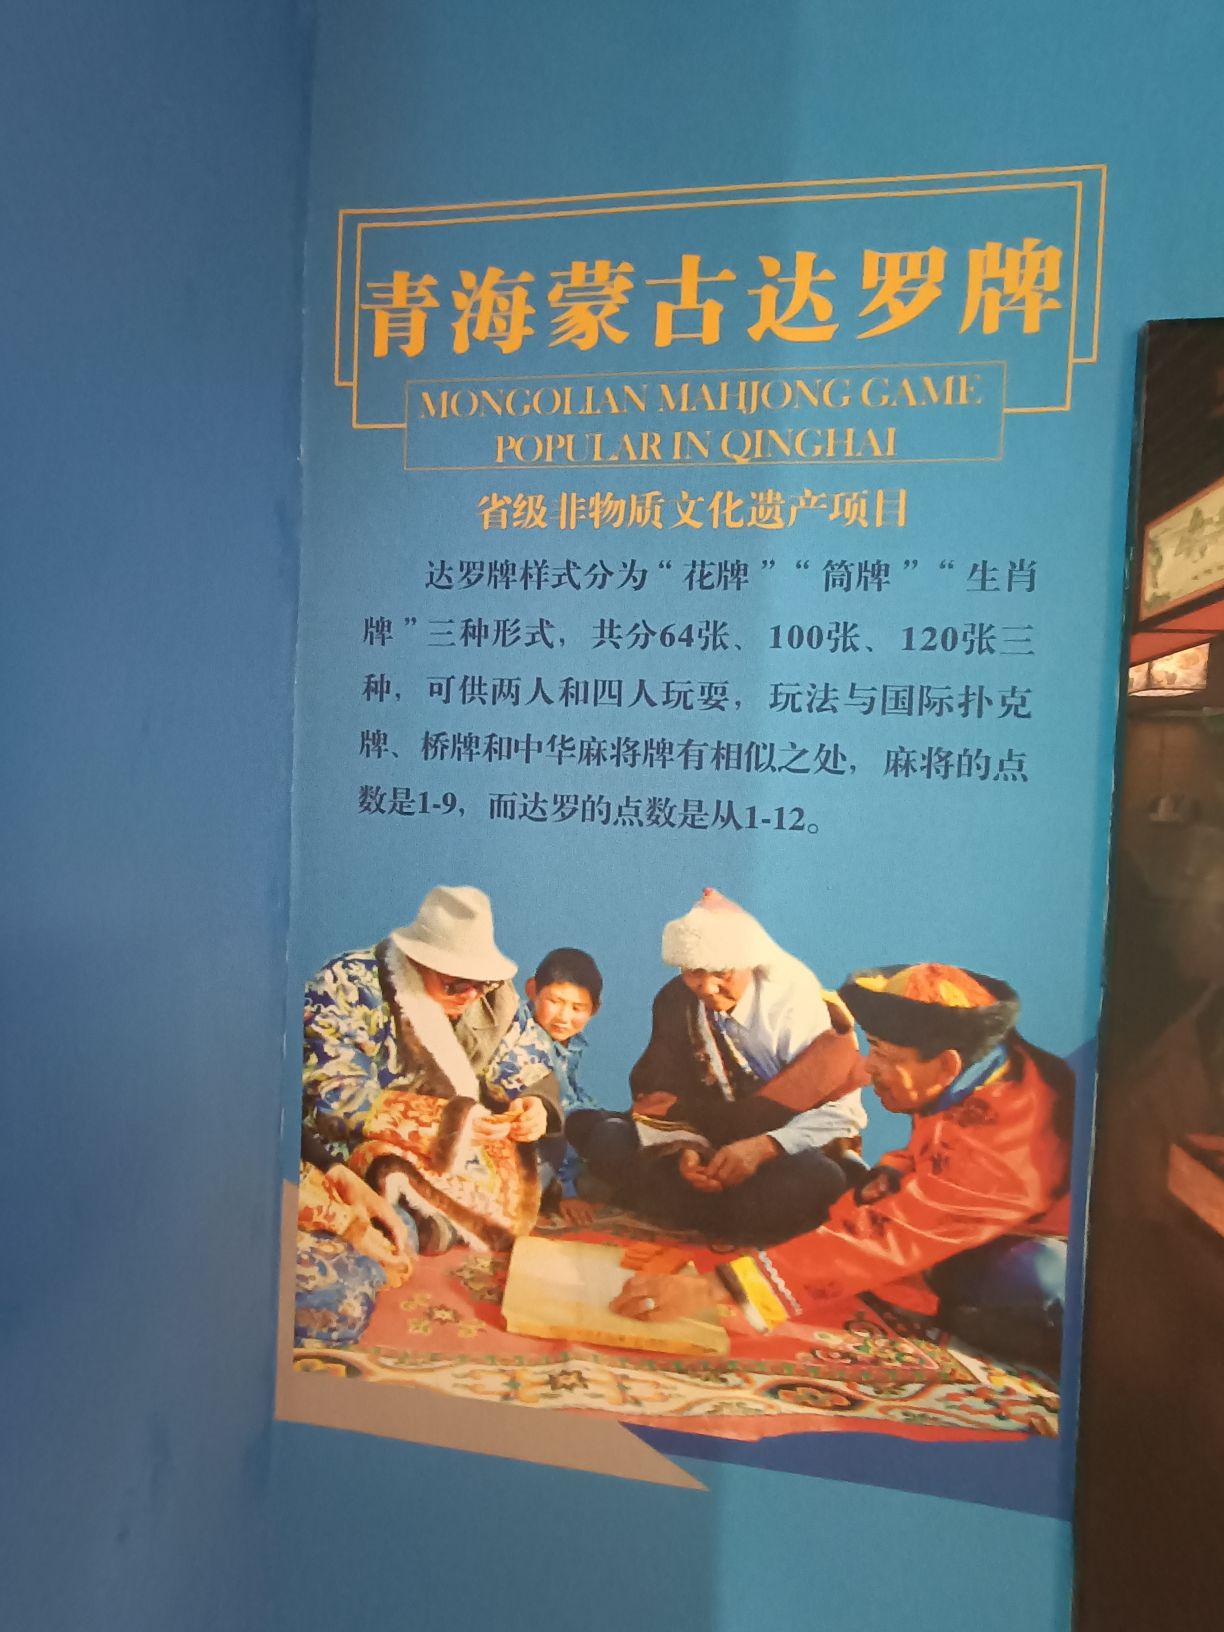 青海蒙古达罗牌
MONGOLIAN MAHJONG GAME
POPULAR IN QINGHAI
省级非物质文化遗产项目
达罗牌样式分为“花牌”“筒牌”“生肖
牌”三种形式，共分64张、100张、120张三
种，可供两人和四人玩耍，玩法与国际扑克
牌、桥牌和中华麻将牌有相似之处，麻将的点
数是1-9，而达罗的点数是从1-12。